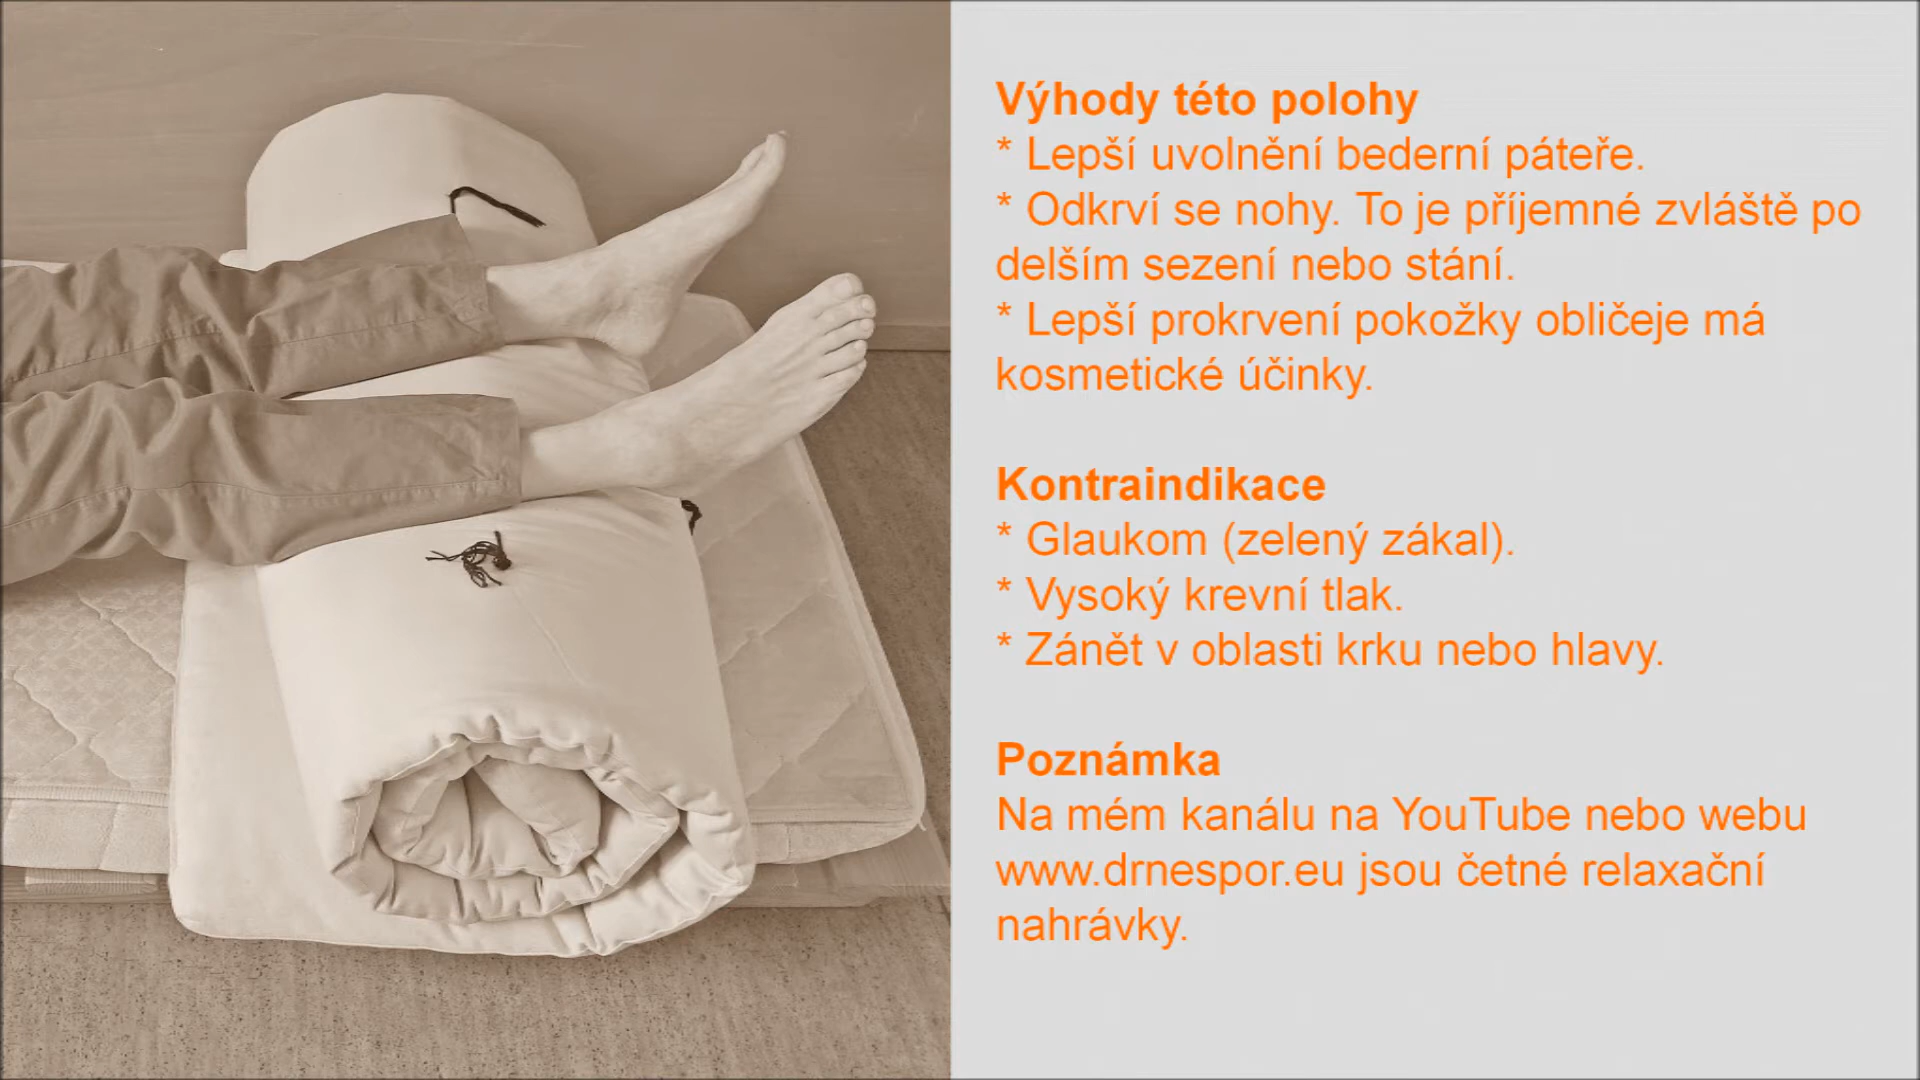 Výhody této polohy
* Lepší uvolnění bederní páteře.
* Odkrví se nohy. To je příjemné zvláště po
delším sezení nebo stání.
* Lepší prokrvení pokožky obličeje má
kosmetické účinky.
Kontraindikace
* Glaukom (zelený zákal).
* Vysoký krevní tlak.
* Zánět v oblasti krku nebo hlavy.
Poznámka
Na mém kanálu na YouTube nebo webu
www.drnespor.eu jsou četné relaxační
nahrávky.